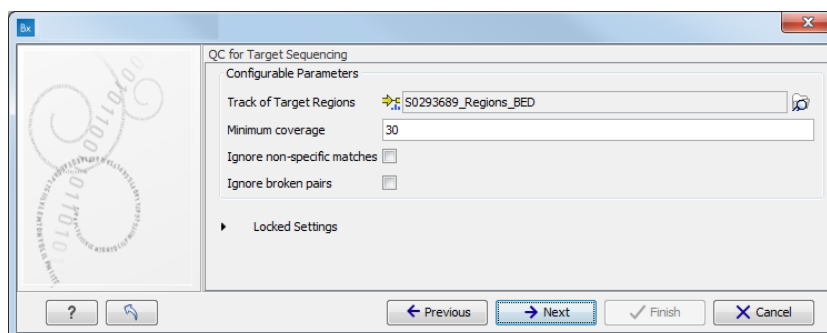 Bx
QC for Target Sequencing
Configurable Parameters
Track of Target Regions S0293689_Regions_BED
Minimum coverage 30
Ignore non-specific matches
Ignore broken pairs
Locked Settings
? Previous Next Finish Cancel